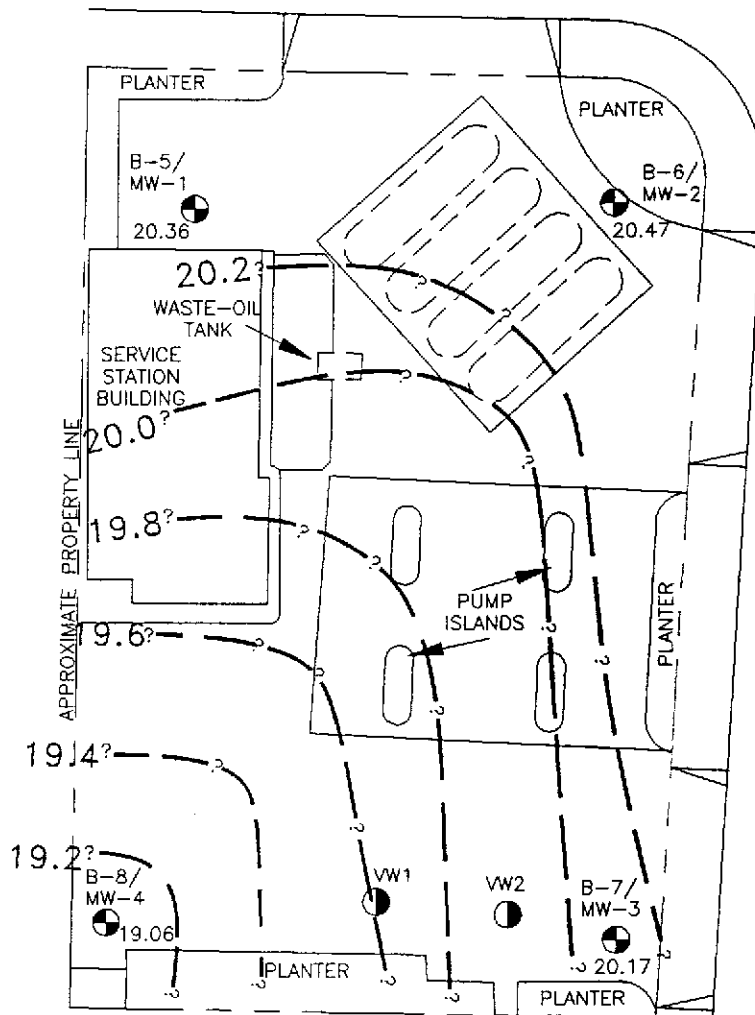 PLANTER
PLANTER
B-5/
MW-1
20.36
B-6/
MW-2
20.47
20.2?
WASTE-OIL
TANK
SERVICE
STATION
BUILDING
20.0?
APPROXIMATE PROPERTY LINE
19.8?
PUMP
ISLANDS
PLANTER
19.6?
19.4?
19.2?
B-8/
MW-4
19.06
VW1
VW2
B-7/
MW-3
20.17
PLANTER
PLANTER